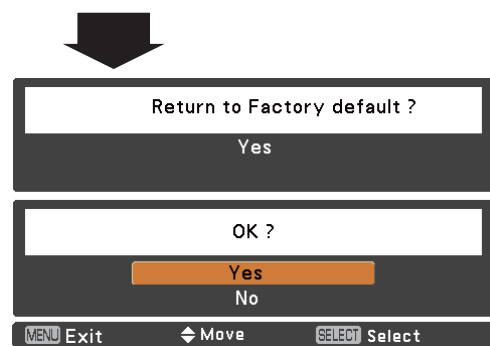 Return to Factory default ?
Yes
OK ?
Yes
No
MENU Exit Move SELECT Select